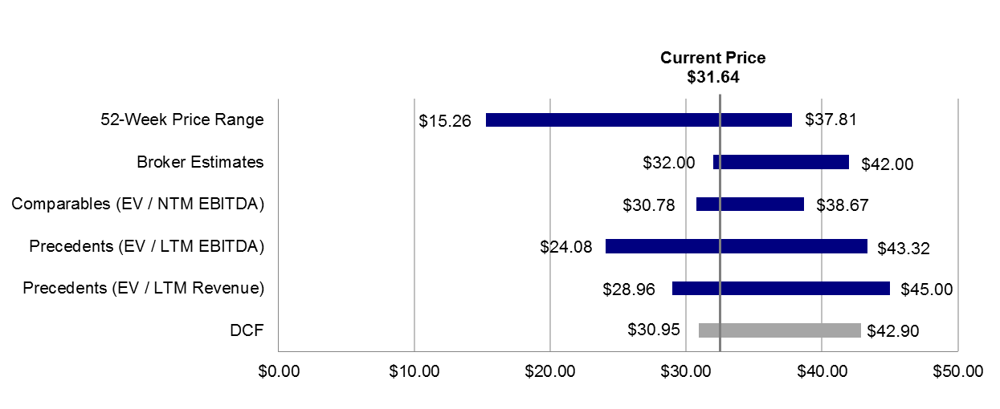 Current Price
$31.64
52-Week Price Range
$15.26
$37.81
Broker Estimates
$32.00
$42.00
Comparables (EV / NTM EBITDA)
$30.78
$38.67
Precedents (EV / LTM EBITDA)
$24.08
$43.32
Precedents (EV / LTM Revenue)
$28.96
$45.00
DCF
$30.95
$42.90
$0.00
$10.00
$20.00
$30.00
$40.00
$50.00